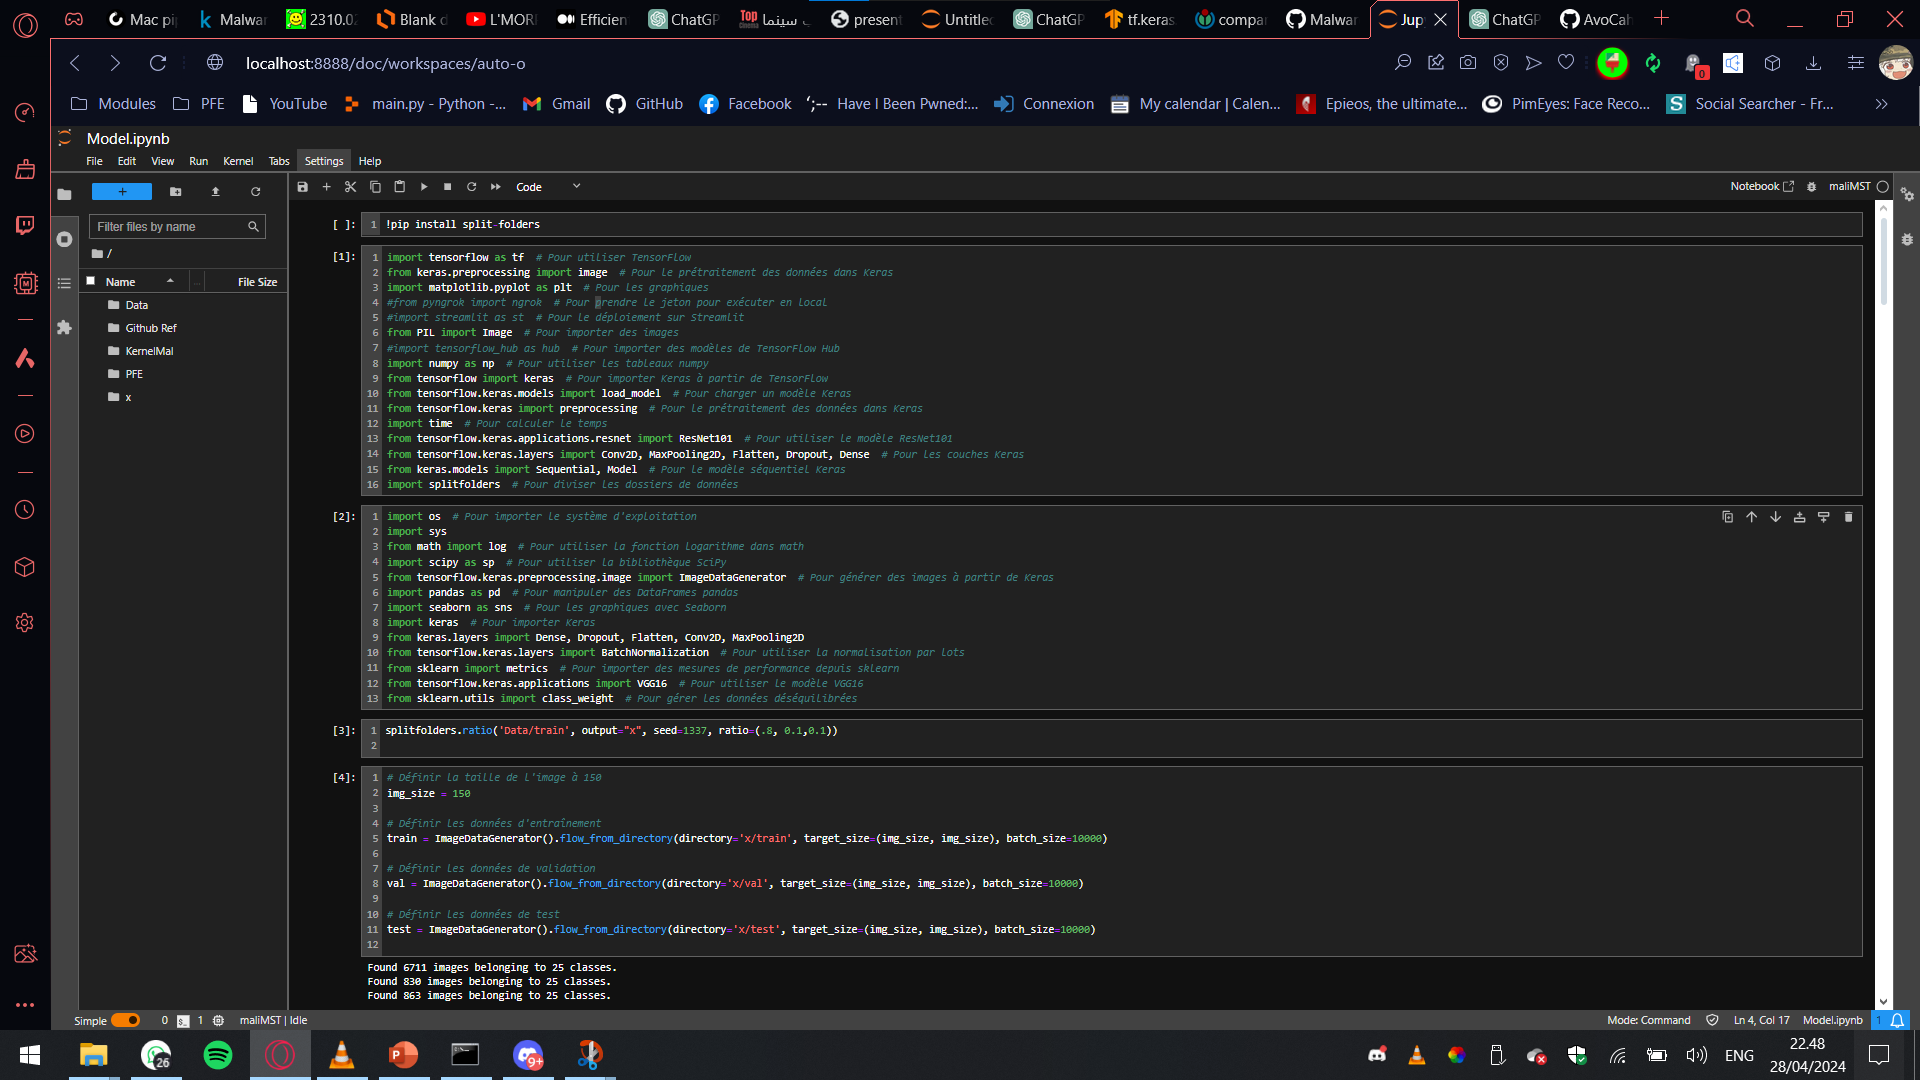 Mac pi
Malwar
2310.0
Blank d
L'MOR
Efficien
ChatGP
سينما
present
Untitle
ChatGP
tf.keras
compa
Malwar
Jup
ChatGP
AvoCah
localhost:8888/doc/workspaces/auto-o
0
Modules
PFE
YouTube
main.py - Python -...
Gmail
GitHub
Facebook
Have I Been Pwned:...
Connexion
My calendar | Calen...
Epieos, the ultimate...
PimEyes: Face Reco...
Social Searcher - Fr...
Model.ipynb
File Edit View Run Kernel Tabs Settings Help
Code
Notebook
maliMST
Filter files by name
/
Name
File Size
Data
Github Ref
KernelMal
PFE
x
[ ]:
1 !pip install split-folders
[1]:
1 import tensorflow as tf  # Pour utiliser TensorFlow
2 from keras.preprocessing import image  # Pour le prétraitement des données dans Keras
3 import matplotlib.pyplot as plt  # Pour les graphiques
4 #from pyngrok import ngrok  # Pour prendre le jeton pour exécuter en local
5 #import streamlit as st  # Pour le déploiement sur Streamlit
6 from PIL import Image  # Pour importer des images
7 #import tensorflow_hub as hub  # Pour importer des modèles de TensorFlow Hub
8 import numpy as np  # Pour utiliser les tableaux numpy
9 from tensorflow import keras  # Pour importer Keras à partir de TensorFlow
10 from tensorflow.keras.models import load_model  # Pour charger un modèle Keras
11 from tensorflow.keras import preprocessing  # Pour le prétraitement des données dans Keras
12 import time  # Pour calculer le temps
13 from tensorflow.keras.applications.resnet import ResNet101  # Pour utiliser le modèle ResNet101
14 from tensorflow.keras.layers import Conv2D, MaxPooling2D, Flatten, Dropout, Dense  # Pour les couches Keras
15 from keras.models import Sequential, Model  # Pour le modèle séquentiel Keras
16 import splitfolders  # Pour diviser les dossiers de données
[2]:
1 import os  # Pour importer le système d'exploitation
2 import sys
3 from math import log  # Pour utiliser la fonction logarithme dans math
4 import scipy as sp  # Pour utiliser la bibliothèque SciPy
5 from tensorflow.keras.preprocessing.image import ImageDataGenerator  # Pour générer des images à partir de Keras
6 import pandas as pd  # Pour manipuler des DataFrames pandas
7 import seaborn as sns  # Pour les graphiques avec Seaborn
8 import keras  # Pour importer Keras
9 from keras.layers import Dense, Dropout, Flatten, Conv2D, MaxPooling2D
10 from tensorflow.keras.layers import BatchNormalization  # Pour utiliser la normalisation par lots
11 from sklearn import metrics  # Pour importer des mesures de performance depuis sklearn
12 from tensorflow.keras.applications import VGG16  # Pour utiliser le modèle VGG16
13 from sklearn.utils import class_weight  # Pour gérer les données déséquilibrées
[3]:
1 splitfolders.ratio('Data/train', output="x", seed=1337, ratio=(.8, 0.1,0.1))
2
[4]:
1 # Définir la taille de l'image à 150
2 img_size = 150
3
4 # Définir les données d'entraînement
5 train = ImageDataGenerator().flow_from_directory(directory='x/train', target_size=(img_size, img_size), batch_size=10000)
6
7 # Définir les données de validation
8 val = ImageDataGenerator().flow_from_directory(directory='x/val', target_size=(img_size, img_size), batch_size=10000)
9
10 # Définir les données de test
11 test = ImageDataGenerator().flow_from_directory(directory='x/test', target_size=(img_size, img_size), batch_size=10000)
12
Found 6711 images belonging to 25 classes.
Found 830 images belonging to 25 classes.
Found 863 images belonging to 25 classes.
Simple
0
1
maliMST | Idle
Mode: Command
Ln 4, Col 17
Model.ipynb
1
26
9+
ENG
22.48
28/04/2024